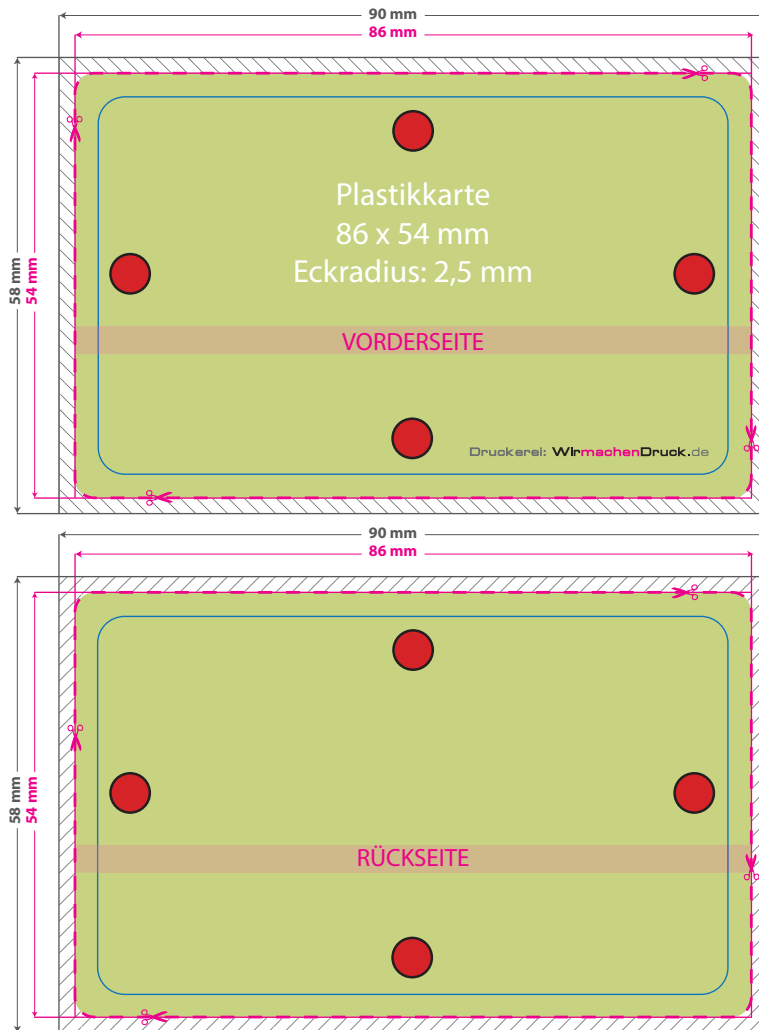 90 mm
86 mm
58 mm
54 mm
Plastikkarte
86 x 54 mm
Eckradius: 2,5 mm
VORDERSEITE
Druckerei: WIrmachenDruck.de
90 mm
86 mm
58 mm
54 mm
RÜCKSEITE